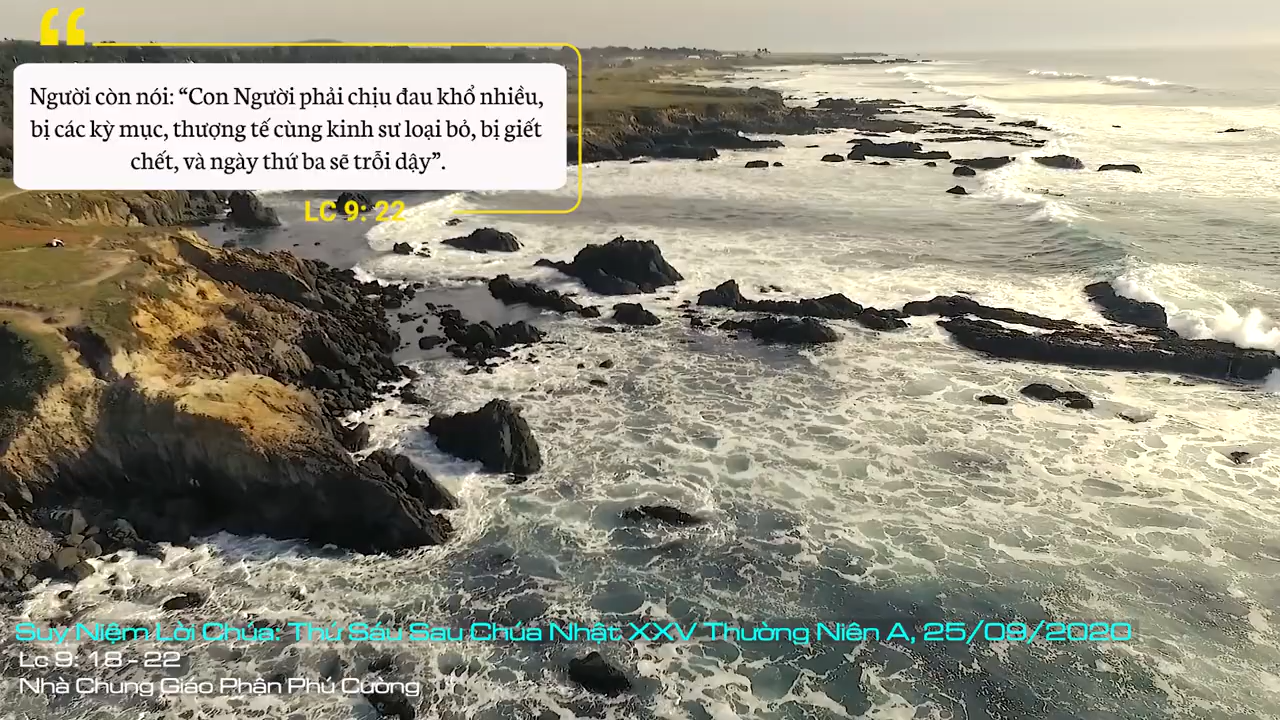 Người còn nói: “Con Người phải chịu đau khổ nhiều,
bị các kỳ mục, thượng tế cùng kinh sư loại bỏ, bị giết
chết, và ngày thứ ba sẽ trỗi dậy”.
LC 9: 22
Suy Niệm Lời Chúa: Thứ Sáu Sau Chúa Nhật XXV Thường Niên A, 25/09/2020
Lc 9: 18 - 22
Nhà Chung Giáo Phận Phú Cường